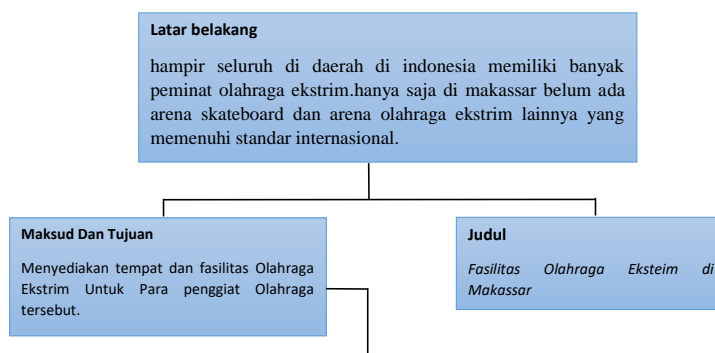 Latar belakang
hampir seluruh di daerah di indonesia memiliki banyak
peminat olahraga ekstrim.hanya saja di makassar belum ada
arena skateboard dan arena olahraga ekstrim lainnya yang
memenuhi standar internasional.
Maksud Dan Tujuan
Menyediakan tempat dan fasilitas Olahraga
Ekstrim Untuk Para penggiat Olahraga
tersebut.
Judul
Fasilitas Olahraga Eksteim di
Makassar